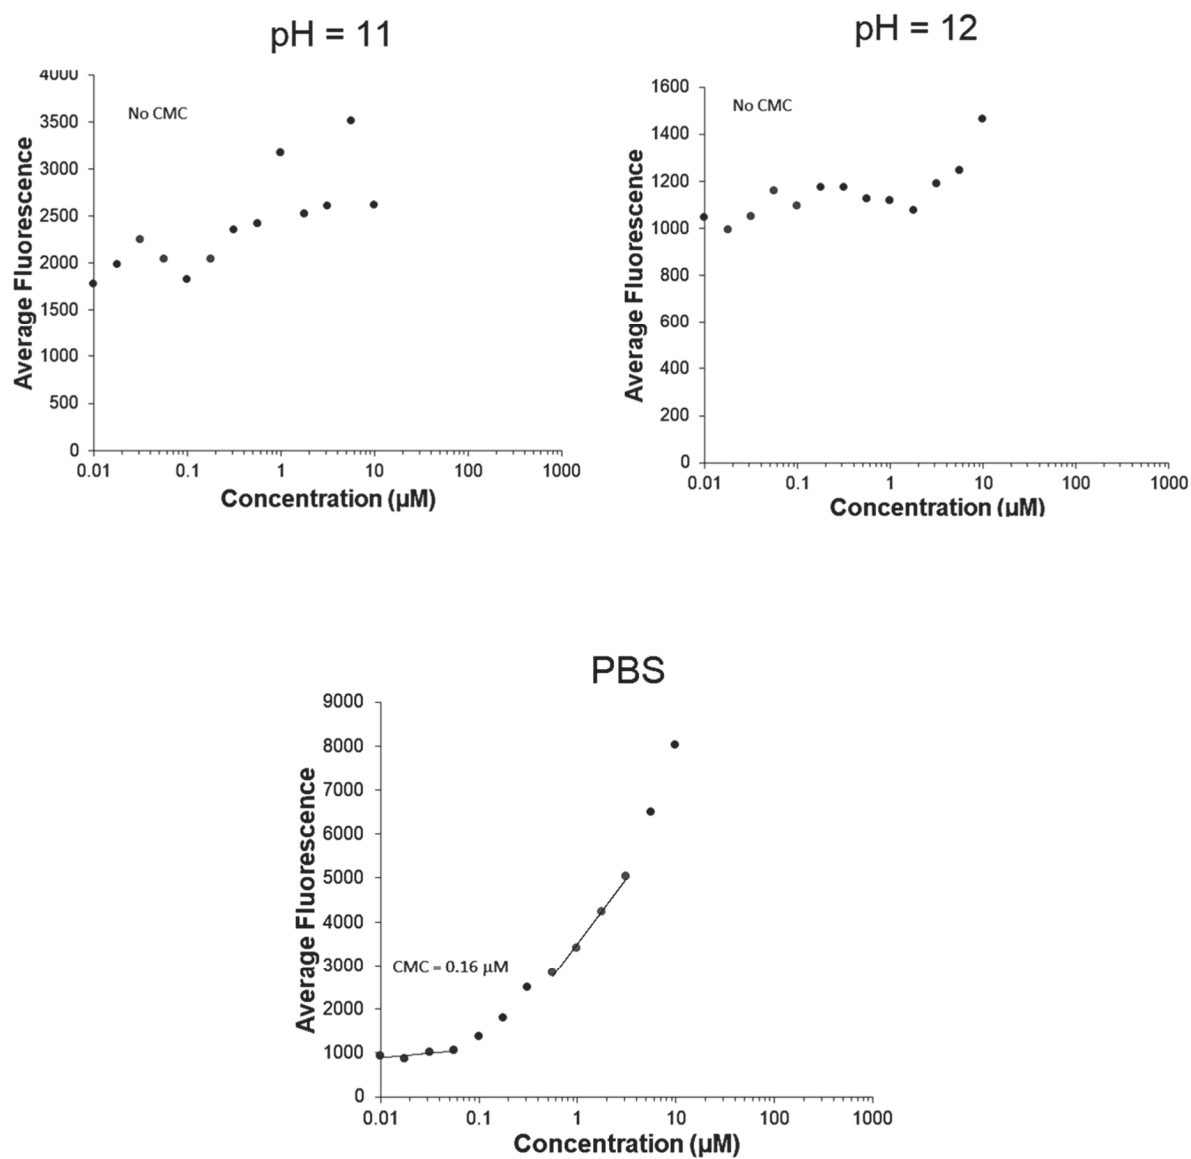 pH = 11
4000
3500
3000
2500
2000
1500
1000
500
0
0.01 0.1 1 10 100 1000
Average Fluorescence
Concentration (µM)
No CMC
pH = 12
1600
1400
1200
1000
800
600
400
200
0
0.01 0.1 1 10 100 1000
Average Fluorescence
Concentration (µM)
No CMC
PBS
9000
8000
7000
6000
5000
4000
3000
2000
1000
0
0.01 0.1 1 10 100 1000
Average Fluorescence
Concentration (µM)
CMC = 0.16 µM